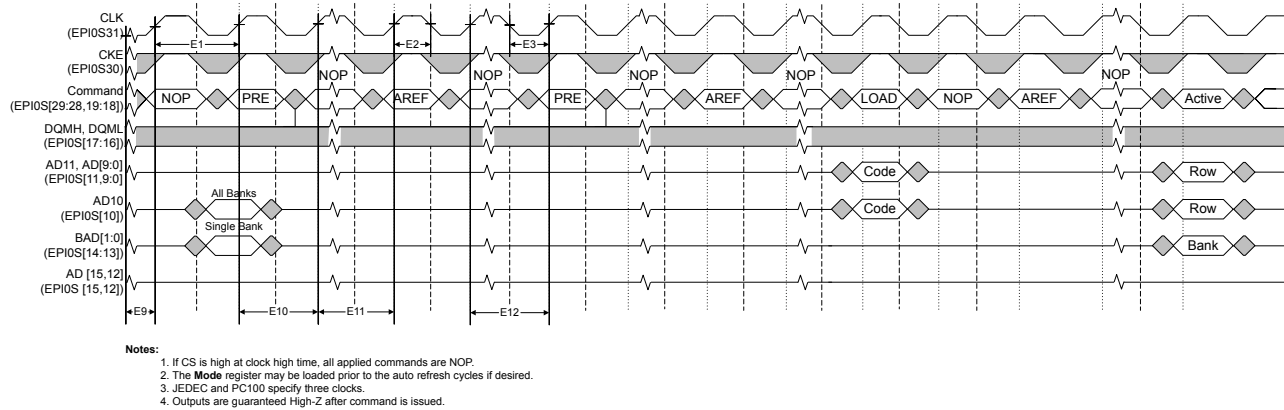 CLK
(EPI0S31)
E1
E2
E3
CKE
(EPI0S30)
NOP
NOP
NOP
NOP
NOP
Command
(EPI0S[29:28,19:18])
NOP
PRE
AREF
PRE
AREF
LOAD
NOP
AREF
Active
DQMH, DQML
(EPI0S[17:16])
AD11, AD[9:0]
(EPI0S[11,9:0])
Code
Row
All Banks
AD10
(EPI0S[10])
Code
Row
Single Bank
BAD[1:0]
(EPI0S[14:13])
Bank
AD [15,12]
(EPI0S [15,12])
E9
E10
E11
E12
Notes:
1. If CS is high at clock high time, all applied commands are NOP.
2. The Mode register may be loaded prior to the auto refresh cycles if desired.
3. JEDEC and PC100 specify three clocks.
4. Outputs are guaranteed High-Z after command is issued.